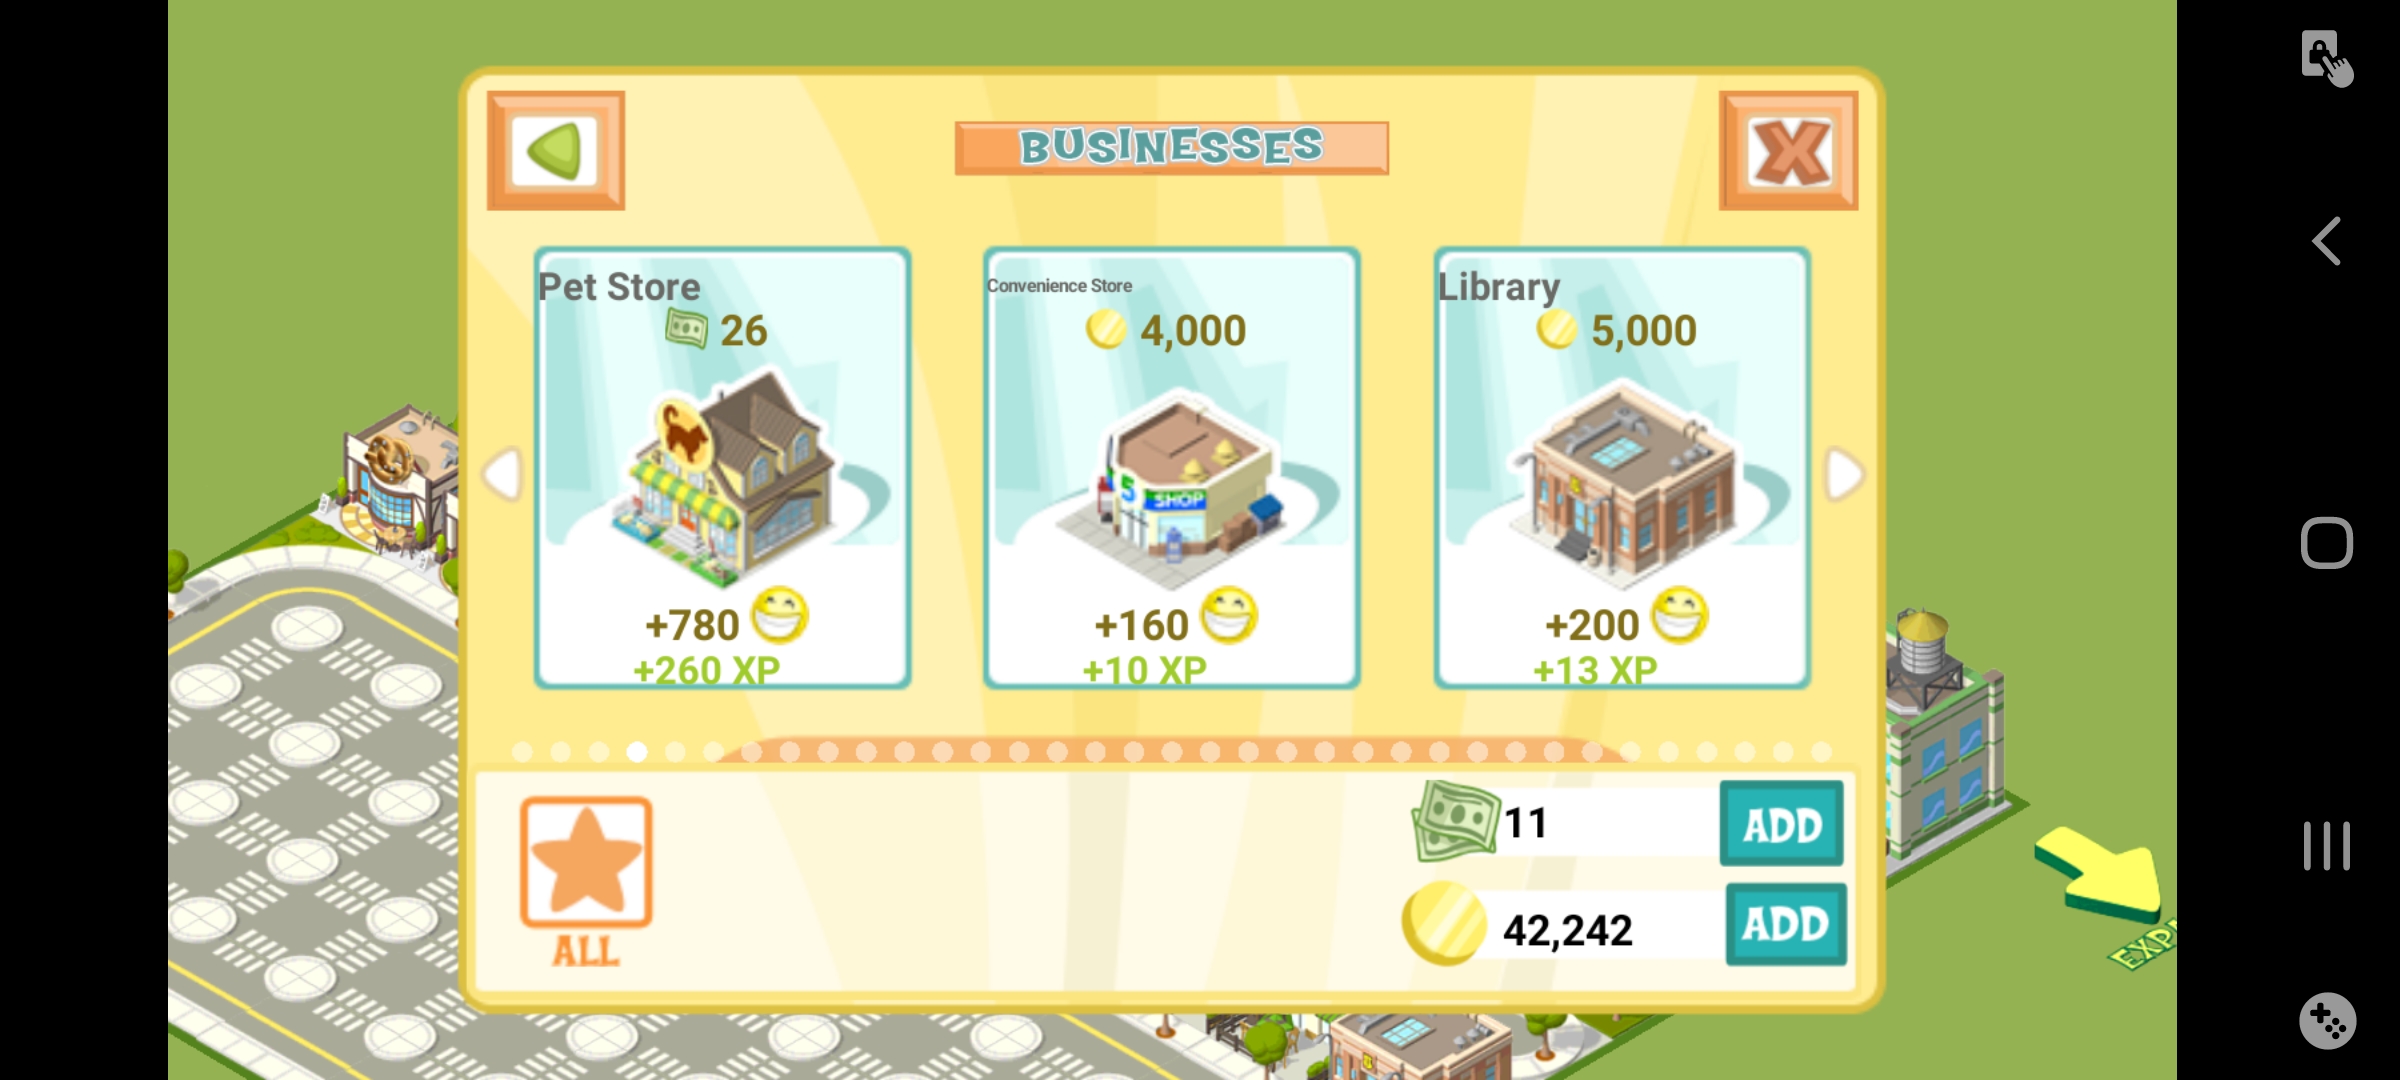 BUSINESSES
Pet Store
26
+780
+260 XP
Convenience Store
4,000
5 SHOP
+160
+10 XP
Library
5,000
+200
+13 XP
ALL
11
ADD
42,242
ADD